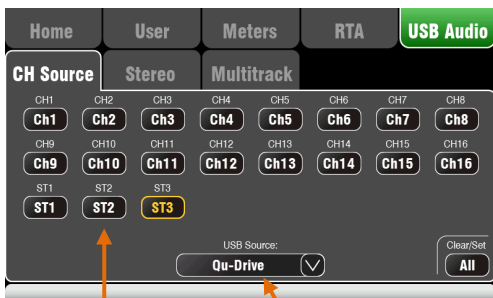 Home User Meters RTA USB Audio
CH Source Stereo Multitrack
CH1 CH2 CH3 CH4 CH5 CH6 CH7 CH8
Ch1 Ch2 Ch3 Ch4 Ch5 Ch6 Ch7 Ch8
CH9 CH10 CH11 CH12 CH13 CH14 CH15 CH16
Ch9 Ch10 Ch11 Ch12 Ch13 Ch14 Ch15 Ch16
ST1 ST2 ST3
ST1 ST2 ST3
USB Source: Clear/Set
Qu-Drive All